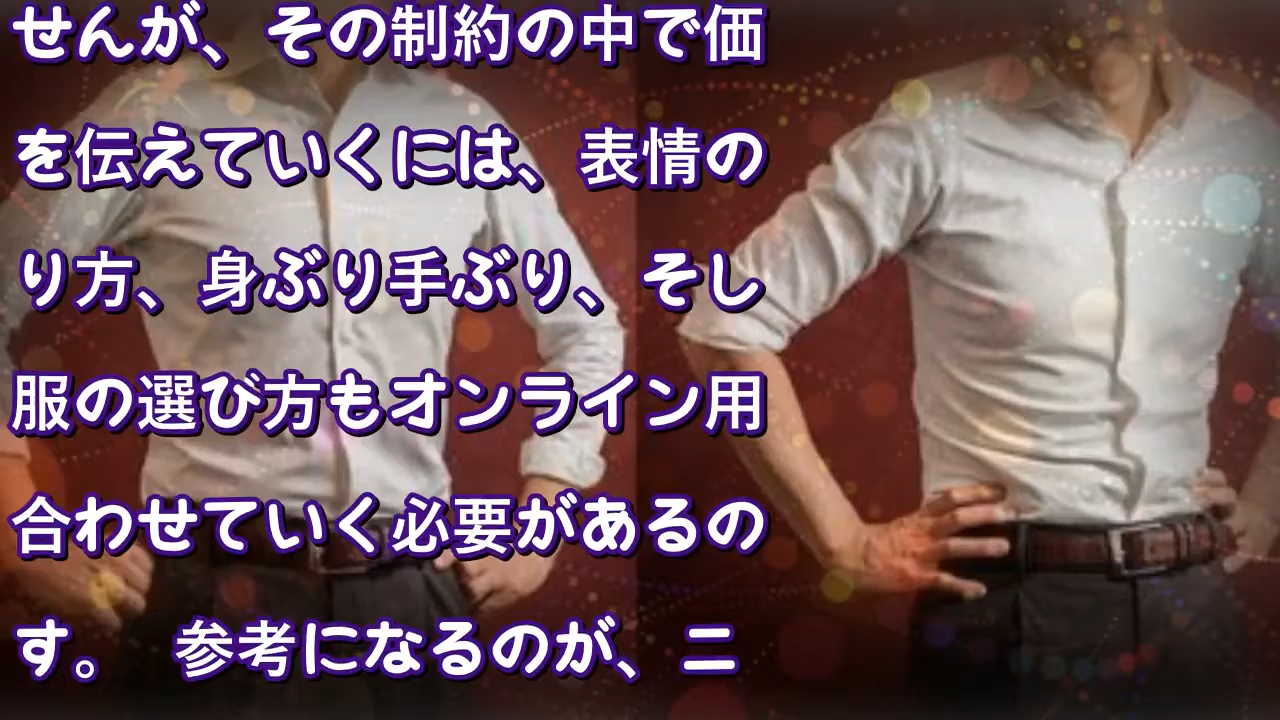 せんが、その制約の中で価
を伝えていくには、表情の
り方、身ぶり手ぶり、そし
服の選び方もオンライン用
合わせていく必要があるの
す。 参考になるのが、ニ